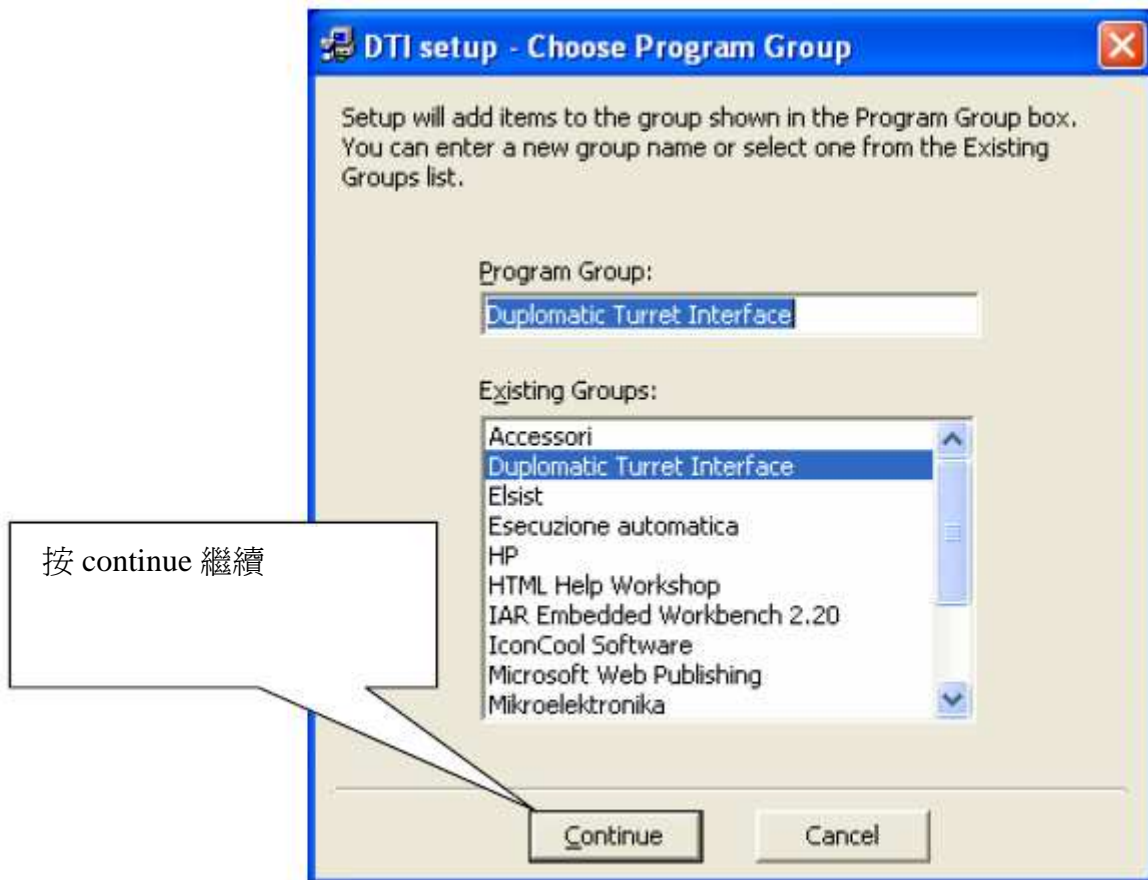 DTI setup - Choose Program Group
Setup will add items to the group shown in the Program Group box.
You can enter a new group name or select one from the Existing
Groups list.
Program Group:
Duplomatic Turret Interface
Existing Groups:
Accessori
Duplomatic Turret Interface
Elsist
Esecuzione automatica
HP
HTML Help Workshop
IAR Embedded Workbench 2.20
IconCool Software
Microsoft Web Publishing
Mikroelektronika
按 continue 繼續
Continue
Cancel